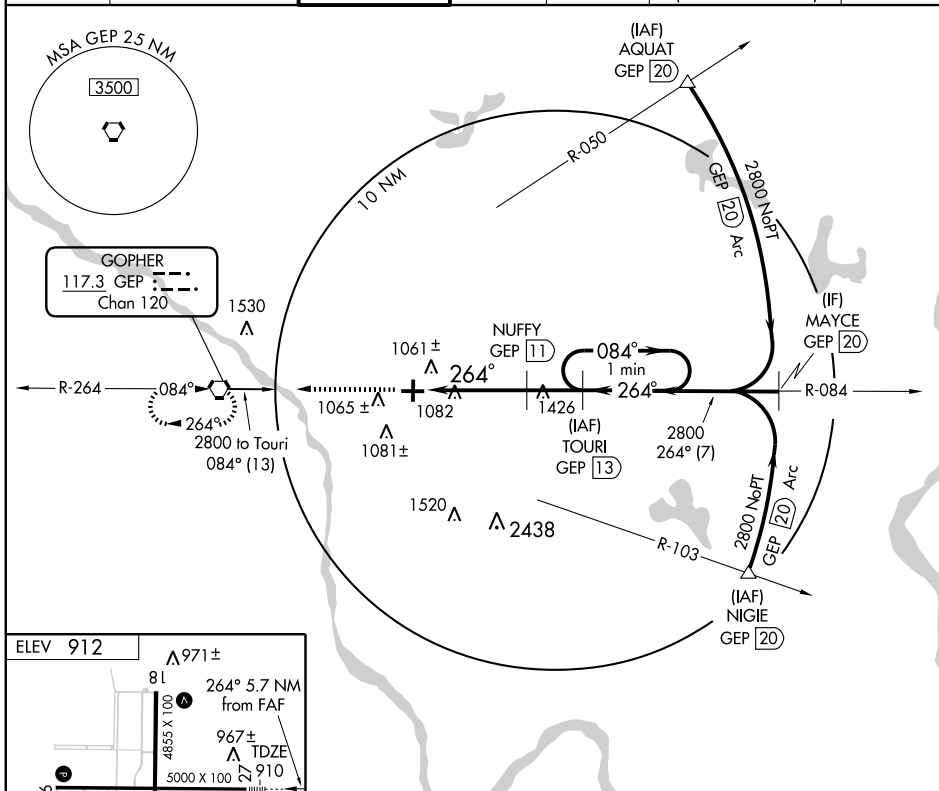 MSA GEP 25 NM
3500
(IAF)
AQUAT
GEP 20
R-050
10 NM
2800 NoPT
GEP 20 Arc
GOPHER
117.3 GEP
Chan 120
1530
(IF)
MAYCE
GEP 20
NUFFY
GEP 11
1061±
264°
084°
1 min
264°
R-264
084°
R-084
1065 ±
1082
1426
264°
2800 to Touri
084° (13)
1081±
(IAF)
TOURI
GEP 13
2800
264° (7)
1520
2438
2800 NoPT
GEP 20 Arc
R-103
(IAF)
NIGIE
GEP 20
ELEV 912
971±
18
264° 5.7 NM
from FAF
V
4855 X 100
967±
TDZE
910
P
5000 X 100
27